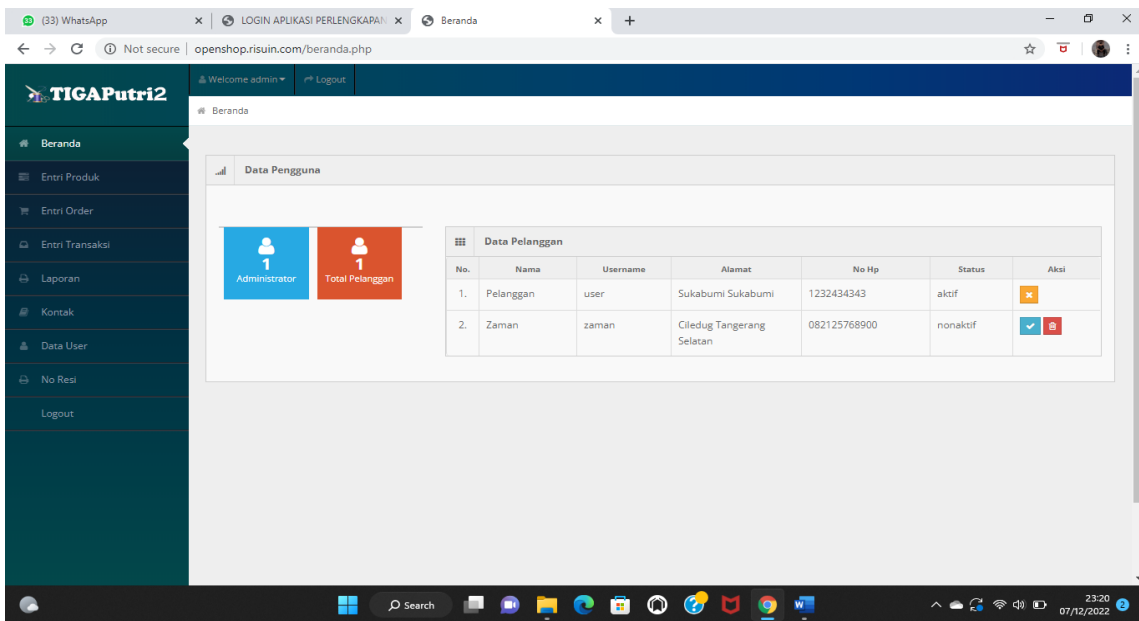 33 (33) WhatsApp
LOGIN APLIKASI PERLENGKAPAN
Beranda
Not secure openshop.risuin.com/beranda.php
TIGAPutri2
Welcome admin Logout
Beranda
Beranda
Entri Produk
Entri Order
Entri Transaksi
Laporan
Kontak
Data User
No Resi
Logout
Data Pengguna
1
Administrator
1
Total Pelanggan
Data Pelanggan
No. Nama Username Alamat No Hp Status Aksi
1. Pelanggan user Sukabumi Sukabumi 1232434343 aktif
2. Zaman zaman Ciledug Tangerang 082125768900 nonaktif
Selatan
Search
W
23:20
07/12/2022 2